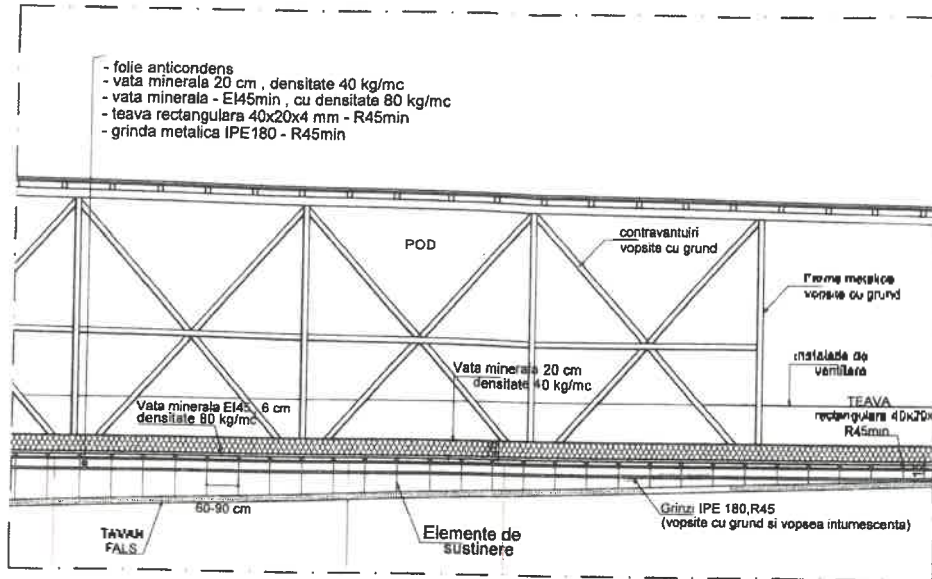 - folie anticondens
- vata minerala 20 cm , densitate 40 kg/mc
- vata minerala - EI45min , cu densitate 80 kg/mc
- teava rectangulara 40x20x4 mm - R45min
- grinda metalica IPE180 - R45min
POD
contravantuiri
vopsite cu grund
metalice
vopsite cu grund
Vata minerala 20 cm
densitate 40 kg/mc
ventilare
Vata minerala EI45, 6 cm
densitate 80 kg/mc
TEAVA
rectangulara 40x20x
R45min
60-90 cm
Grinzi IPE 180,R45
(vopsite cu grund si vopsea intumescenta)
TAVAN
FALS
Elemente de
sustinere